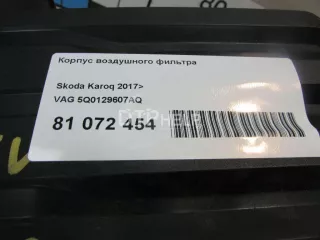 Корпус воздушного фильтра
Skoda Karoq 2017>
VAG 5Q0129607AQ
81 072 454